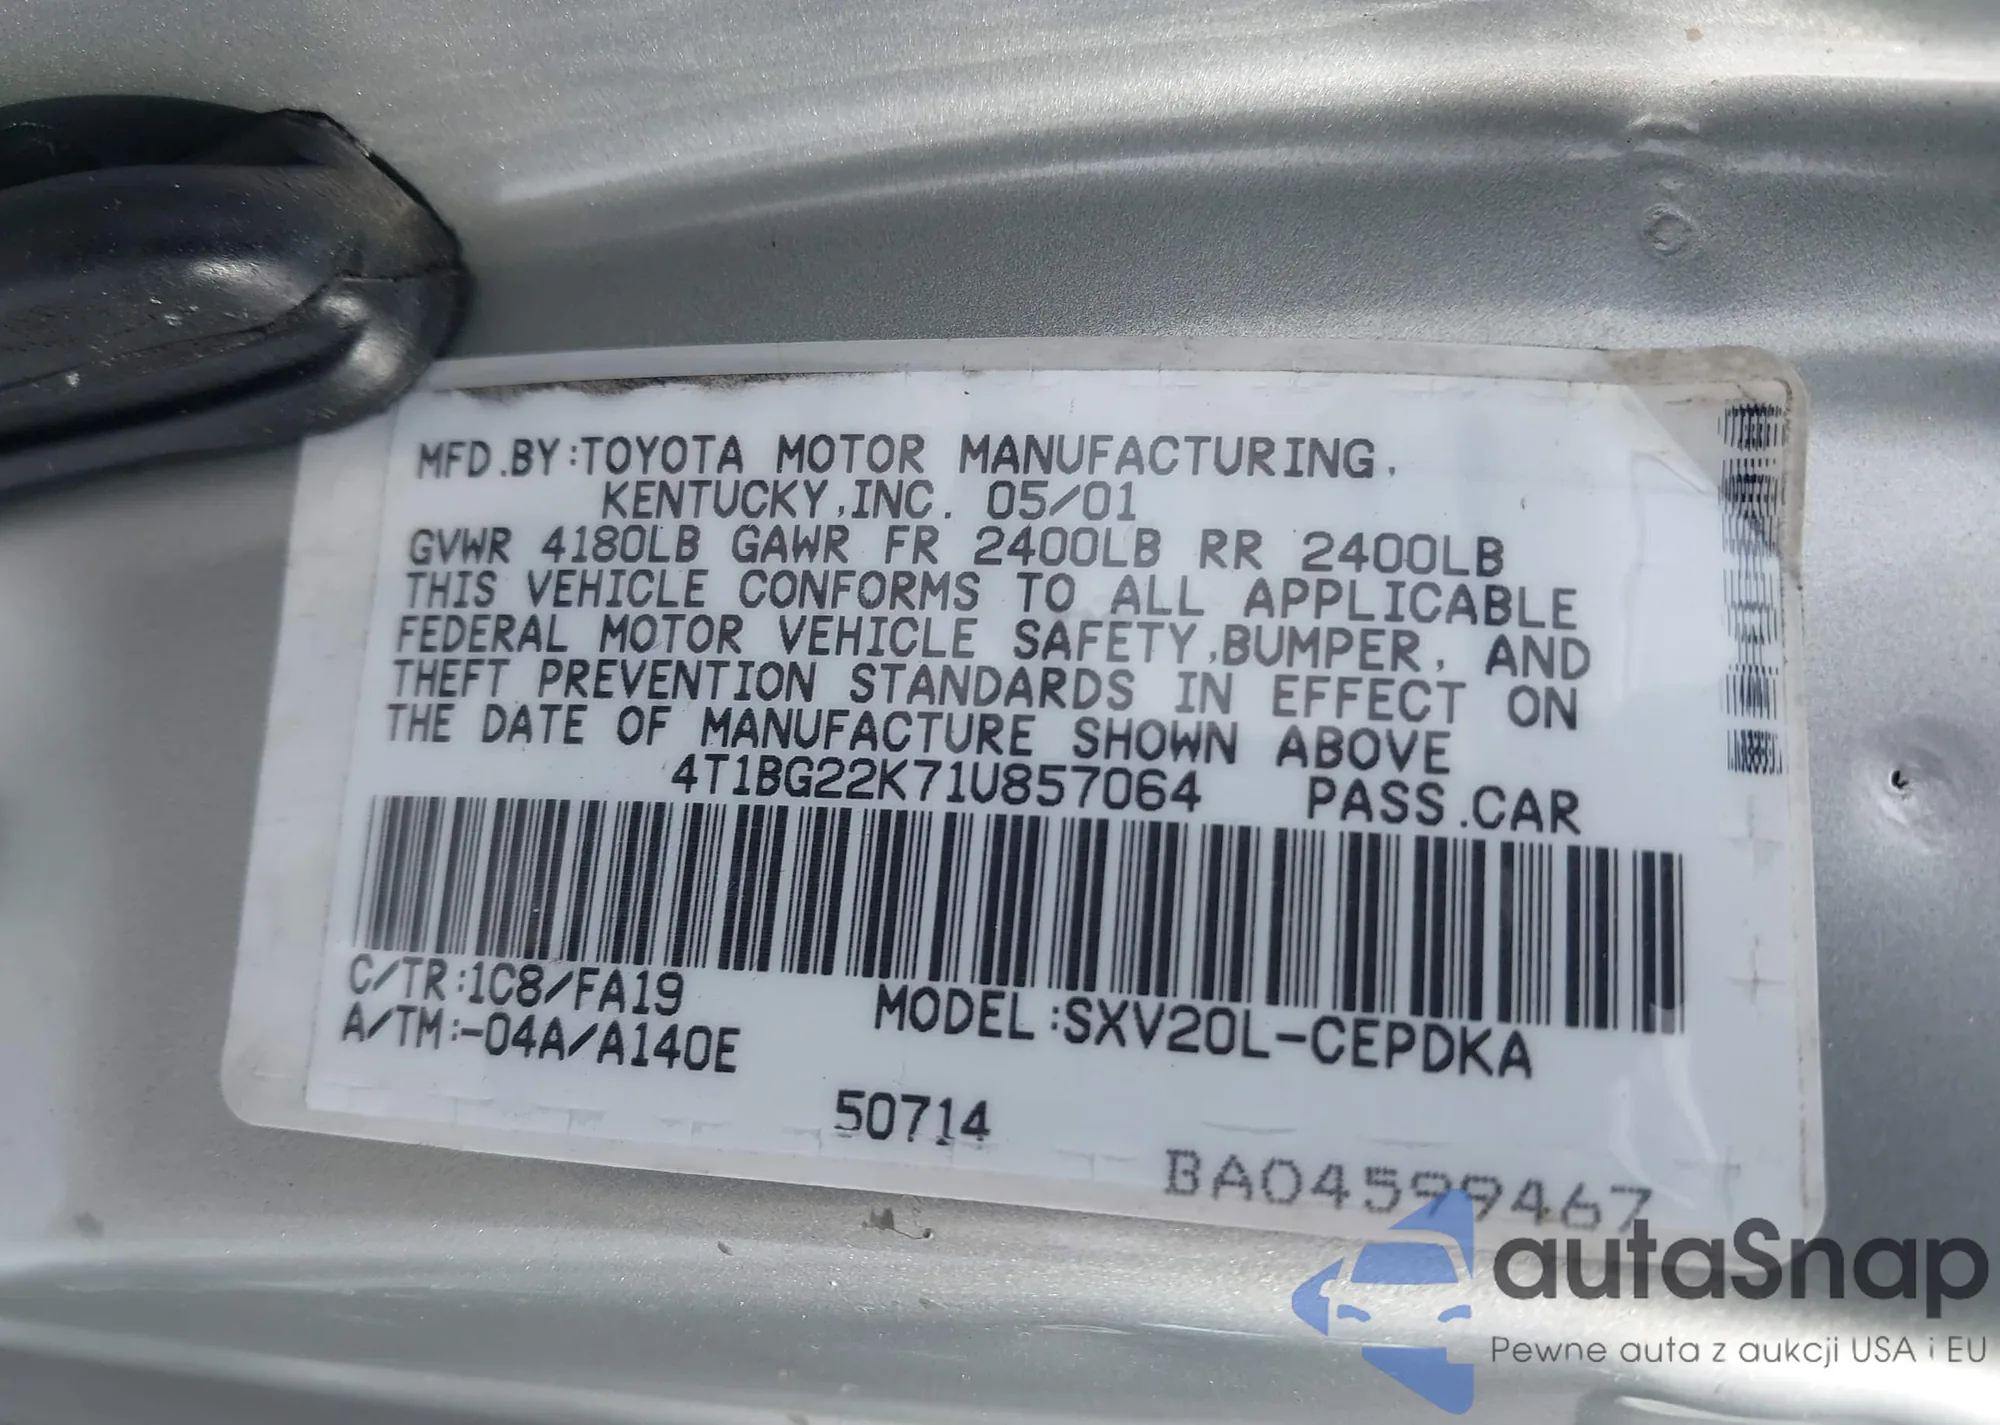 MFD.BY:TOYOTA MOTOR MANUFACTURING,
KENTUCKY,INC. 05/01
GVWR 4180LB GAWR FR 2400LB RR 2400LB
THIS VEHICLE CONFORMS TO ALL APPLICABLE
FEDERAL MOTOR VEHICLE SAFETY,BUMPER, AND
THEFT PREVENTION STANDARDS IN EFFECT ON
THE DATE OF MANUFACTURE SHOWN ABOVE
4T1BG22K71U857064 PASS.CAR
C/TR:1C8/FA19
A/TM:-04A/A140E
MODEL:SXV20L-CEPDKA
50714
BA04599467
autaSnap
Pewne auta z aukcji USA i EU